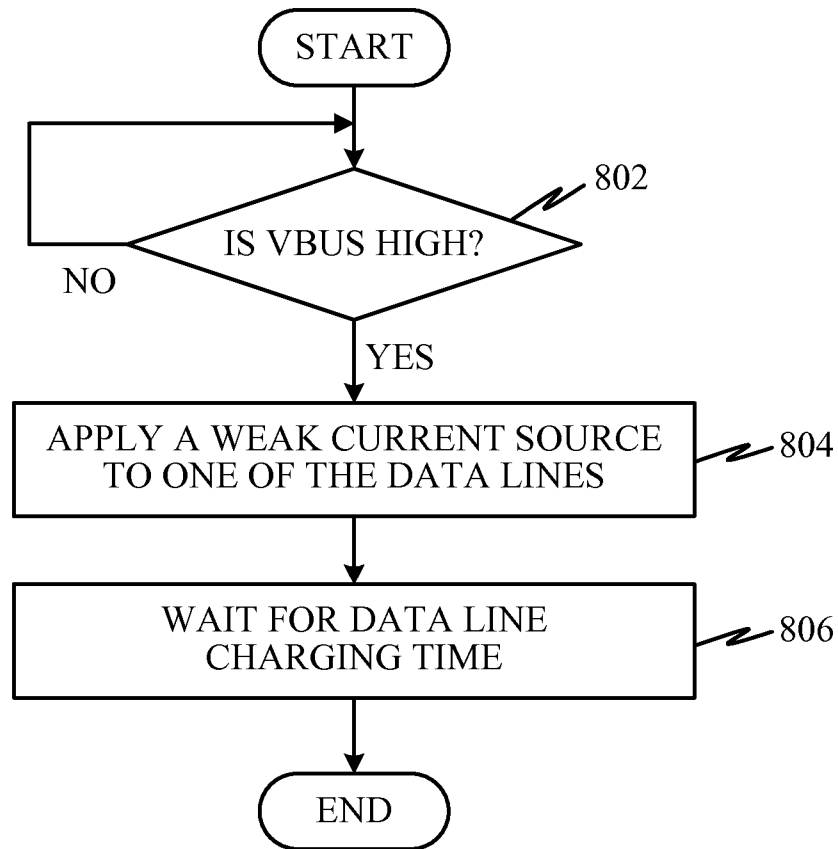 START
802
IS VBUS HIGH?
NO
YES
APPLY A WEAK CURRENT SOURCE
TO ONE OF THE DATA LINES
804
WAIT FOR DATA LINE
CHARGING TIME
806
END